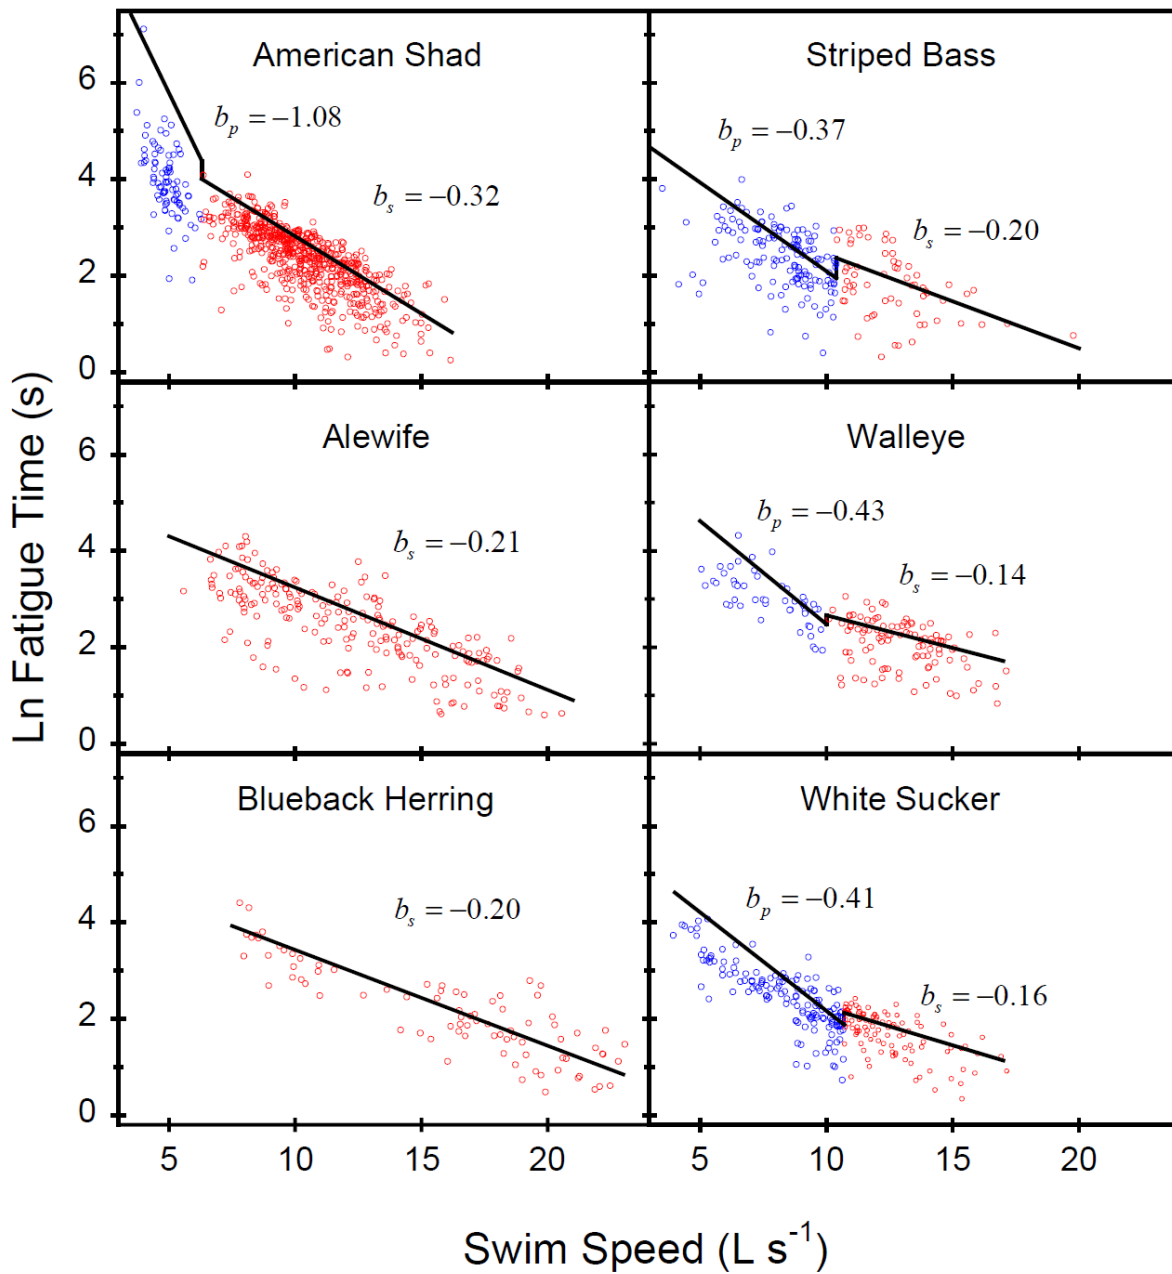 American Shad
Striped Bass
6
4
2
0
b_p = −1.08
b_s = −0.32
b_p = −0.37
b_s = −0.20
Alewife
Walleye
6
4
2
0
b_s = −0.21
b_p = −0.43
b_s = −0.14
Blueback Herring
White Sucker
6
4
2
0
b_s = −0.20
b_p = −0.41
b_s = −0.16
5 10 15 20
5 10 15 20
Ln Fatigue Time (s)
Swim Speed (L s⁻¹)